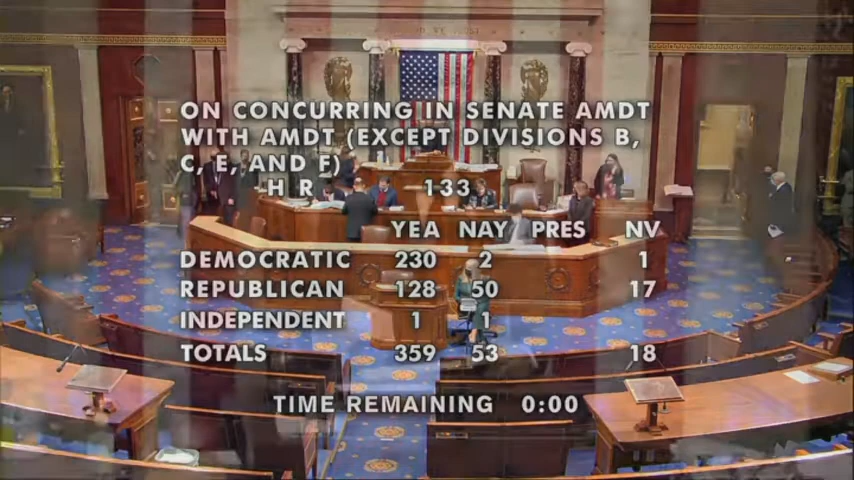 ON CONCURRING IN SENATE AMDT
WITH AMDT (EXCEPT DIVISIONS B,
C, E, AND F)
H R 133
YEA NAY PRES NV
DEMOCRATIC 230 2 1
REPUBLICAN 128 50 17
INDEPENDENT 1 1
TOTALS 359 53 18
TIME REMAINING 0:00